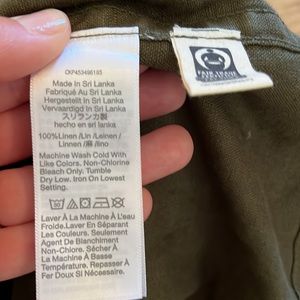 CKP453496185
Made In Sri Lanka
Fabriqué Au Sri Lanka
Hergestellt in Sri Lanka
Vervaardigd in Sri Lanka
スリランカ製
hecho en sri lanka
100%Linen /Lin /Leinen
/ Linnen /麻 /lino
Machine Wash Cold With
Like Colors. Non-Chlorine
Bleach Only. Tumble
Dry Low. Iron On Lowest
Setting.
Laver À La Machine À L'eau
Froide.Laver En Séparant
Les Couleurs. Seulement
Agent De Blanchiment
Non-Chloré. Sécher À
La Machine À Basse
Température. Repasser À
Fer Doux Si Nécessaire.
FAIR TRADE